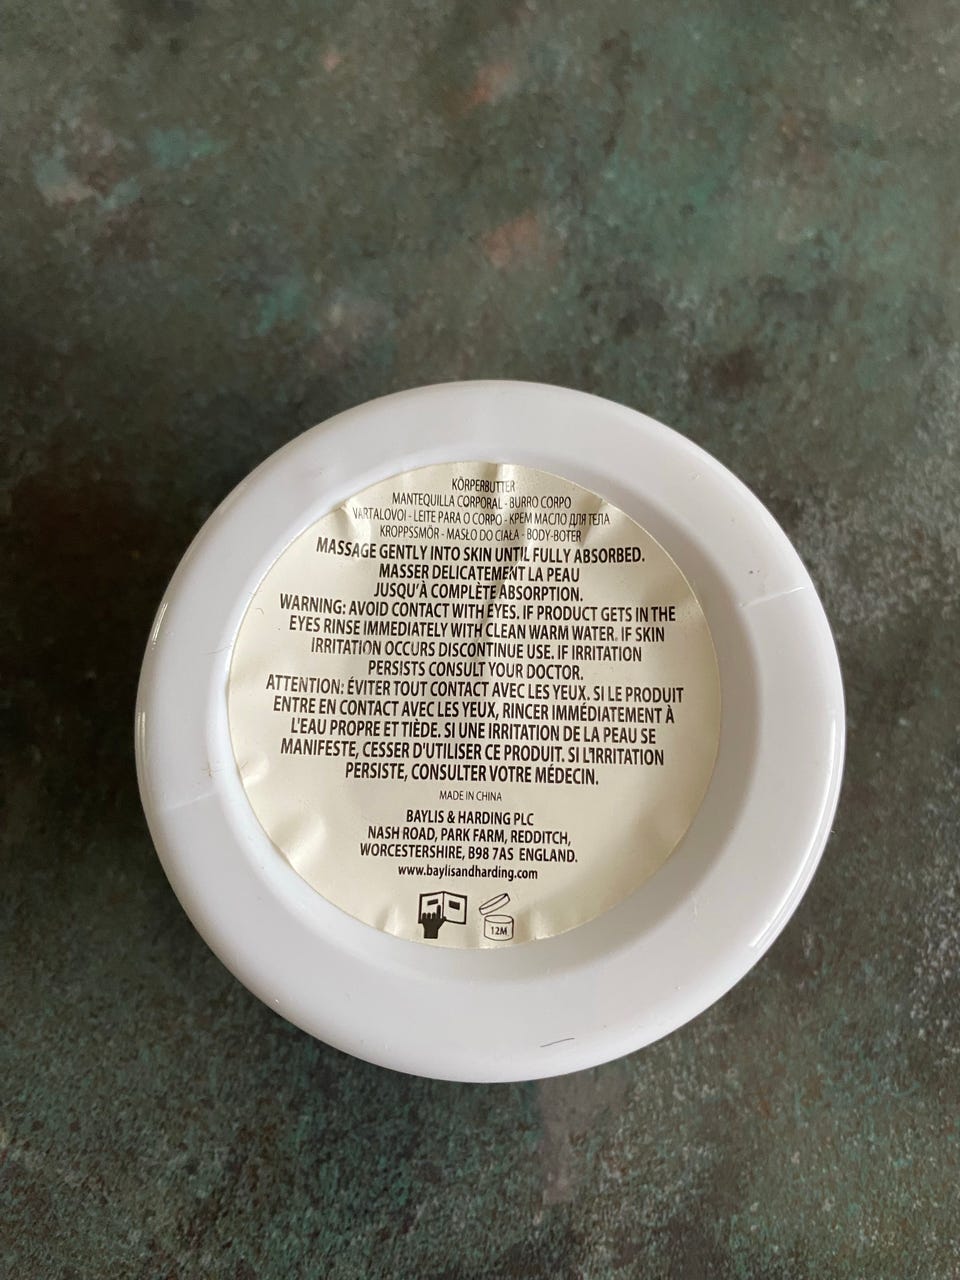 KÖRPERBUTTER
MANTEQUILLA CORPORAL - BURRO CORPO
VARTALOVOI - LEITE PARA O CORPO - КРЕМ МАСЛО ДЛЯ ТЕЛА
KROPPSSMÖR - MASŁO DO CIAŁA - BODY-BOTER
MASSAGE GENTLY INTO SKIN UNTIL FULLY ABSORBED.
MASSER DELICATEMENT LA PEAU
JUSQU'À COMPLÈTE ABSORPTION.
WARNING: AVOID CONTACT WITH EYES. IF PRODUCT GETS IN THE
EYES RINSE IMMEDIATELY WITH CLEAN WARM WATER. IF SKIN
IRRITATION OCCURS DISCONTINUE USE. IF IRRITATION
PERSISTS CONSULT YOUR DOCTOR.
ATTENTION: ÉVITER TOUT CONTACT AVEC LES YEUX. SI LE PRODUIT
ENTRE EN CONTACT AVEC LES YEUX, RINCER IMMÉDIATEMENT À
L'EAU PROPRE ET TIÈDE. SI UNE IRRITATION DE LA PEAU SE
MANIFESTE, CESSER D'UTILISER CE PRODUIT. SI L'IRRITATION
PERSISTE, CONSULTER VOTRE MÉDECIN.
MADE IN CHINA
BAYLIS & HARDING PLC
NASH ROAD, PARK FARM, REDDITCH,
WORCESTERSHIRE, B98 7AS ENGLAND.
www.baylisandharding.com
12M